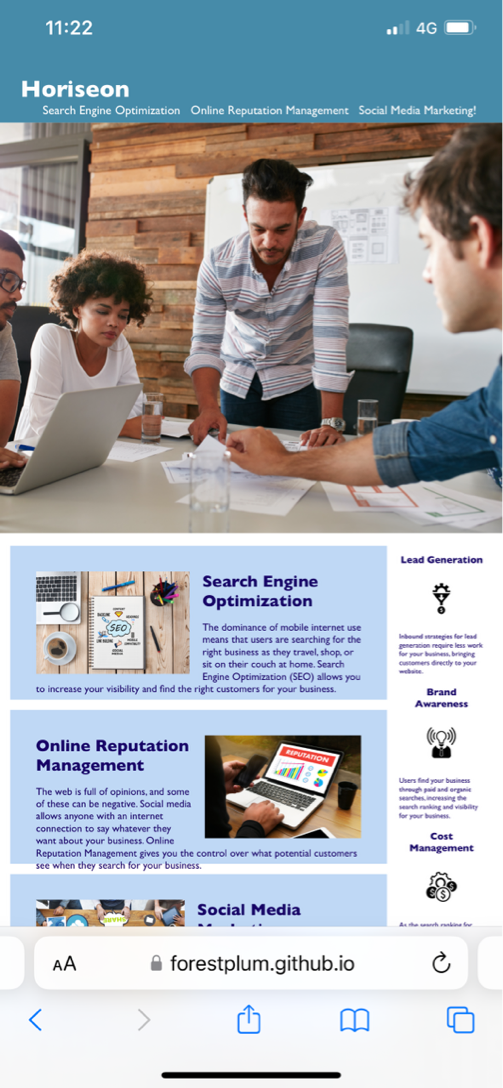 11:22
4G
Horiseon
Search Engine Optimization Online Reputation Management Social Media Marketing!
Search Engine
Optimization
The dominance of mobile internet use
means that users are searching for the
right business as they travel, shop, or
sit on their couch at home. Search
Engine Optimization (SEO) allows you
to increase your visibility and find the right customers for your business.
SEO
Online Reputation
Management
The web is full of opinions, and some
of these can be negative. Social media
allows anyone with an internet
connection to say whatever they
want about your business. Online
Reputation Management gives you the control over what potential customers
see when they search for your business.
REPUTATION
Social Media
Lead Generation
Inbound strategies for lead
generation require less work
for your business, bringing
customers directly to your
website.
Brand
Awareness
Users find your business
through paid and organic
searches, increasing the
search ranking and visibility
for your business.
Cost
Management
As the search ranking for
AA
forestplum.github.io